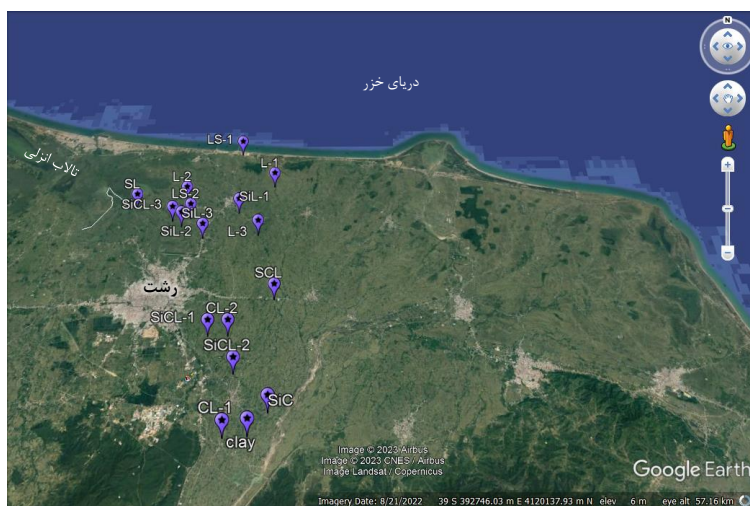 N
دریای خزر
LS-1
L-1
تالاب انزلی
L-2
SL
LS-2
SiL-1
SiCL-3
SiL-3
SiL-2
L-3
SCL
رشت
CL-2
SiCL-1
SiCL-2
SiC
CL-1
clay
Image © 2023 Airbus
Image © 2023 CNES / Airbus
Image Landsat / Copernicus
Google Earth
Imagery Date: 8/21/2022 39 S 392746.03 m E 4120137.93 m N elev 6 m eye alt 57.16 km